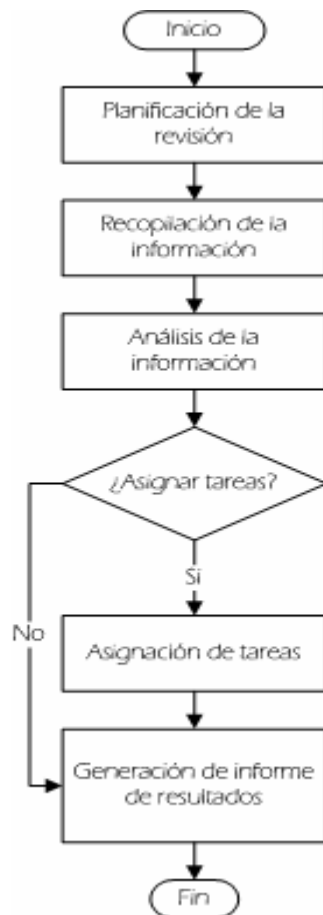 Inicio
Planificación de la
revisión
Recopilación de la
información
Análisis de la
información
¿Asignar tareas?
Si
No
Asignación de tareas
Generación de informe
de resultados
Fin